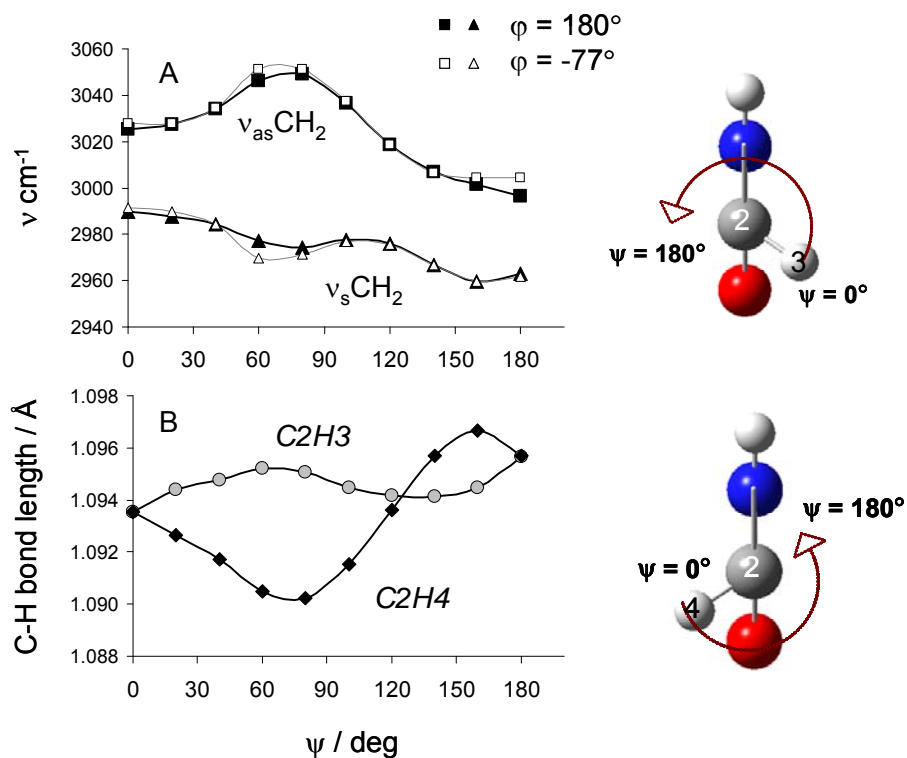 φ = 180°
φ = -77°
A
3060
3040
3020
3000
2980
2960
2940
ν cm⁻¹
νasCH2
νsCH2
0 30 60 90 120 150 180
2
3
ψ = 180°
ψ = 0°
B
1.098
1.096
1.094
1.092
1.090
1.088
C-H bond length / Å
C2H3
C2H4
0 30 60 90 120 150 180
ψ / deg
ψ = 180°
ψ = 0°
2
4